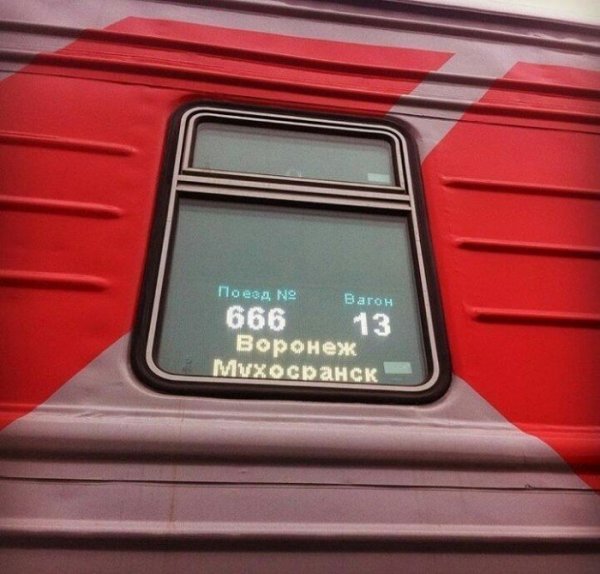 Поезд № Вагон
666 13
Воронеж
Мухосранск